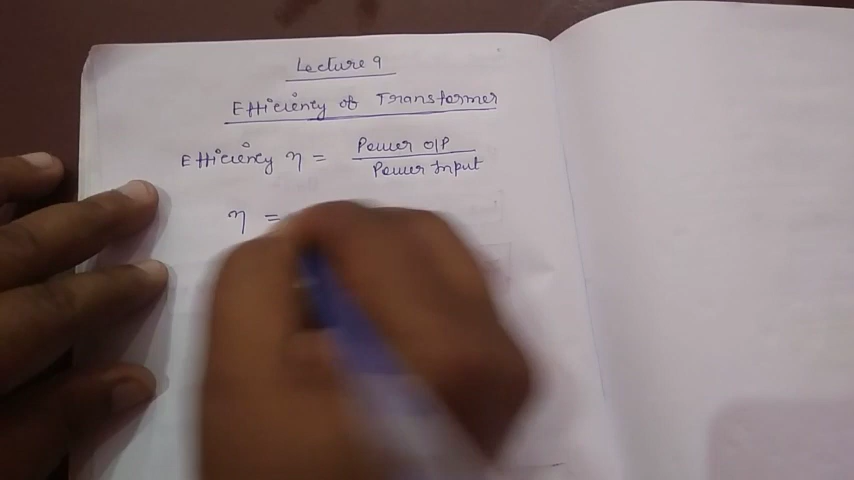 Lecture 9
Efficiency of Transformer
Efficiency η = Power O/P
Power Input
η =